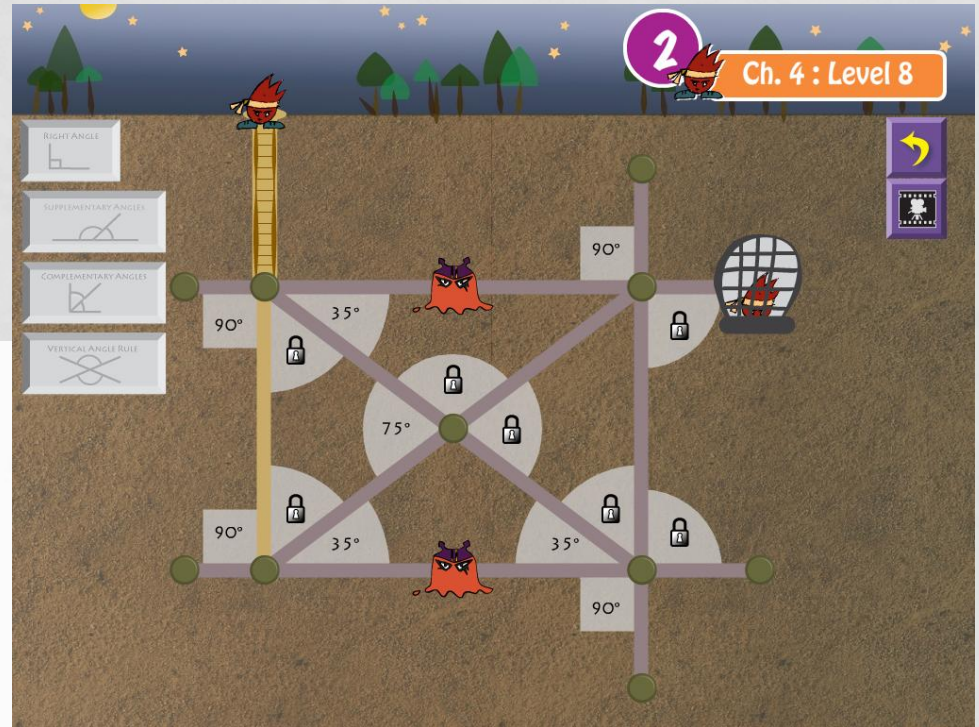 2
Ch. 4 : Level 8
RIGHT ANGLE
SUPPLEMENTARY ANGLES
COMPLEMENTARY ANGLES
VERTICAL ANGLE RULE
90°
90°
35°
75°
90°
35°
35°
90°